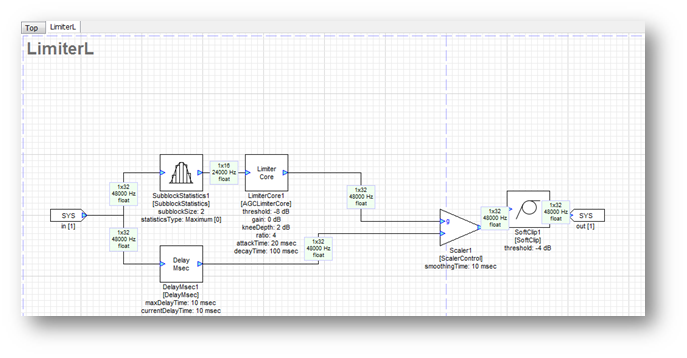 Top
LimiterL
LimiterL
1x32
48000 Hz
float
SubblockStatistics1
[SubblockStatistics]
subblockSize: 2
statisticsType: Maximum [0]
1x16
24000 Hz
float
Limiter
Core
LimiterCore1
[AGCLimiterCore]
threshold: -8 dB
gain: 0 dB
kneeDepth: 2 dB
ratio: 4
attackTime: 20 msec
decayTime: 100 msec
1x32
48000 Hz
float
SYS
in [1]
1x32
48000 Hz
float
Delay
Msec
DelayMsec1
[DelayMsec]
maxDelayTime: 10 msec
currentDelayTime: 10 msec
1x32
48000 Hz
float
g
Scaler1
[ScalerControl]
smoothingTime: 10 msec
1x32
48000 Hz
float
SoftClip1
[SoftClip]
threshold: -4 dB
1x32
48000 Hz
float
SYS
out [1]